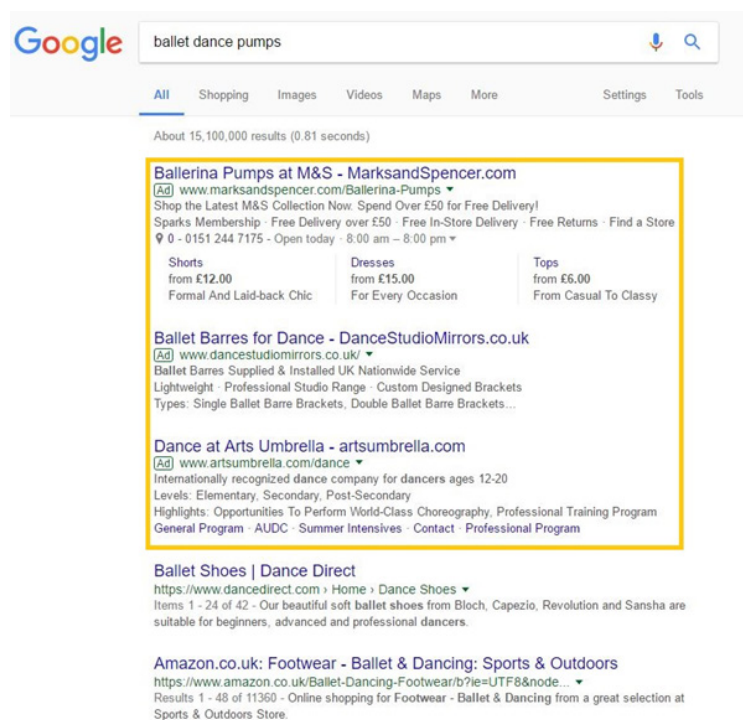 Google
ballet dance pumps
All Shopping Images Videos Maps More Settings Tools
About 15,100,000 results (0.81 seconds)
Ballerina Pumps at M&S - MarksandSpencer.com
Ad www.marksandspencer.com/Ballerina-Pumps
Shop the Latest M&S Collection Now. Spend Over £50 for Free Delivery!
Sparks Membership · Free Delivery over £50 · Free In-Store Delivery · Free Returns · Find a Store
0 - 0151 244 7175 - Open today · 8:00 am – 8:00 pm
Shorts Dresses Tops
from £12.00 from £15.00 from £6.00
Formal And Laid-back Chic For Every Occasion From Casual To Classy
Ballet Barres for Dance - DanceStudioMirrors.co.uk
Ad www.dancestudiomirrors.co.uk/
Ballet Barres Supplied & Installed UK Nationwide Service
Lightweight · Professional Studio Range · Custom Designed Brackets
Types: Single Ballet Barre Brackets, Double Ballet Barre Brackets...
Dance at Arts Umbrella - artsumbrella.com
Ad www.artsumbrella.com/dance
Internationally recognized dance company for dancers ages 12-20
Levels: Elementary, Secondary, Post-Secondary
Highlights: Opportunities To Perform World-Class Choreography, Professional Training Program
General Program · AUDC · Summer Intensives · Contact · Professional Program
Ballet Shoes | Dance Direct
https://www.dancedirect.com › Home › Dance Shoes
Items 1 - 24 of 42 - Our beautiful soft ballet shoes from Bloch, Capezio, Revolution and Sansha are
suitable for beginners, advanced and professional dancers.
Amazon.co.uk: Footwear - Ballet & Dancing: Sports & Outdoors
https://www.amazon.co.uk/Ballet-Dancing-Footwear/b?ie=UTF8&node...
Results 1 - 48 of 11360 - Online shopping for Footwear - Ballet & Dancing from a great selection at
Sports & Outdoors Store.